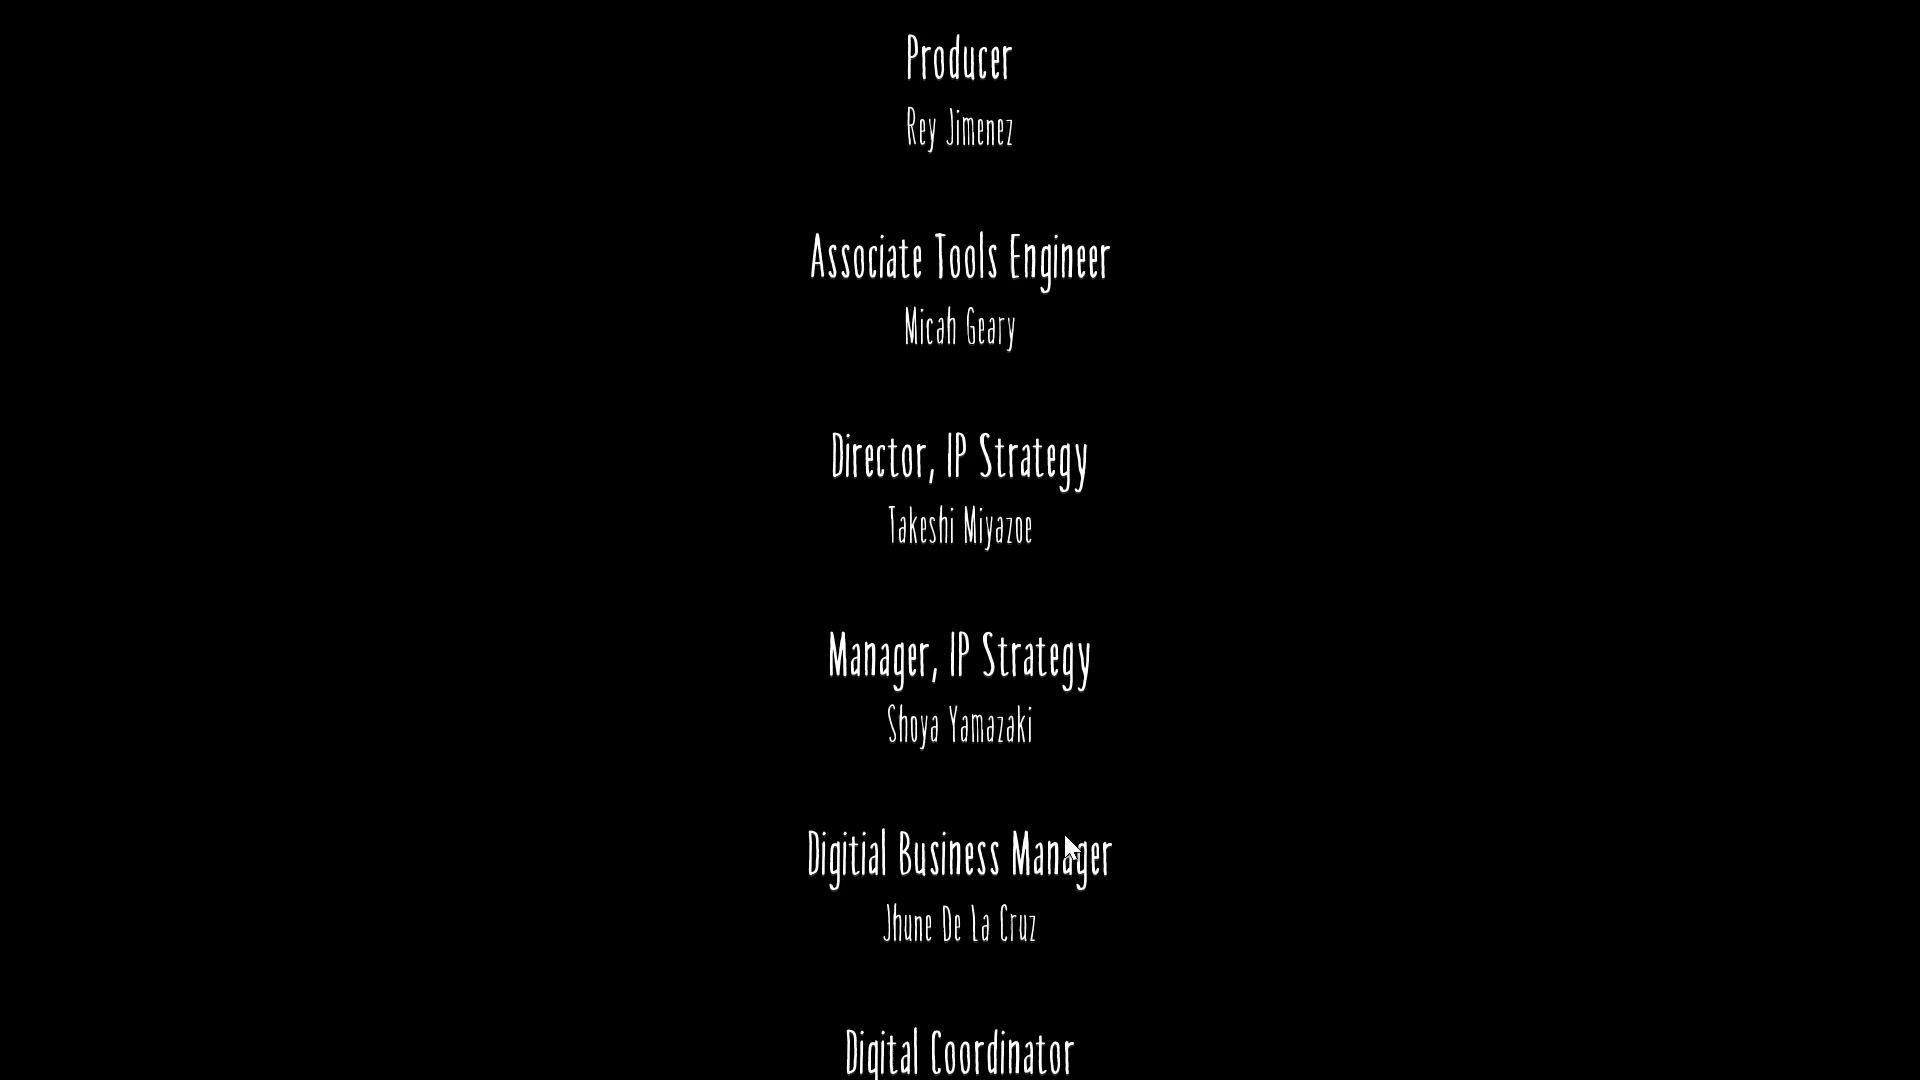 Producer
Rey Jimenez
Associate Tools Engineer
Micah Geary
Director, IP Strategy
Takeshi Miyazoe
Manager, IP Strategy
Shoya Yamazaki
Digitial Business Manager
Jhune De La Cruz
Digital Coordinator